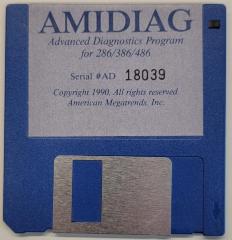 AMIDIAG
Advanced Diagnostics Program
for 286/386/486
Serial #AD 18039
Copyright 1990, All rights reserved
American Megatrends, Inc.